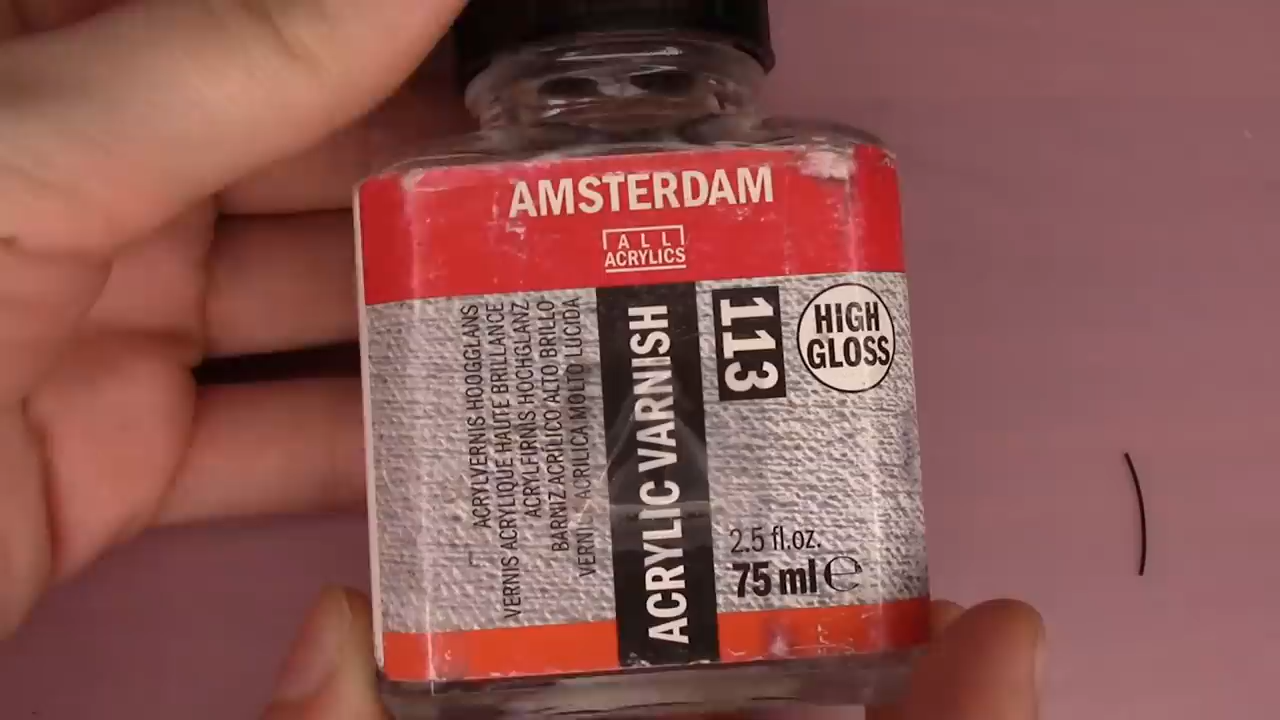 AMSTERDAM
ALL
ACRYLICS
ACRYLVERNIS HOOGGLANS
VERNIS ACRYLIQUE HAUTE BRILLANCE
ACRYLFIRNIS HOCHGLANZ
BARNIZ ACRÍLICO ALTO BRILLO
ACRILICA MOLTO LUCIDA
ACRYLIC VARNISH
113
HIGH
GLOSS
2.5 fl.oz.
75 ml ℮